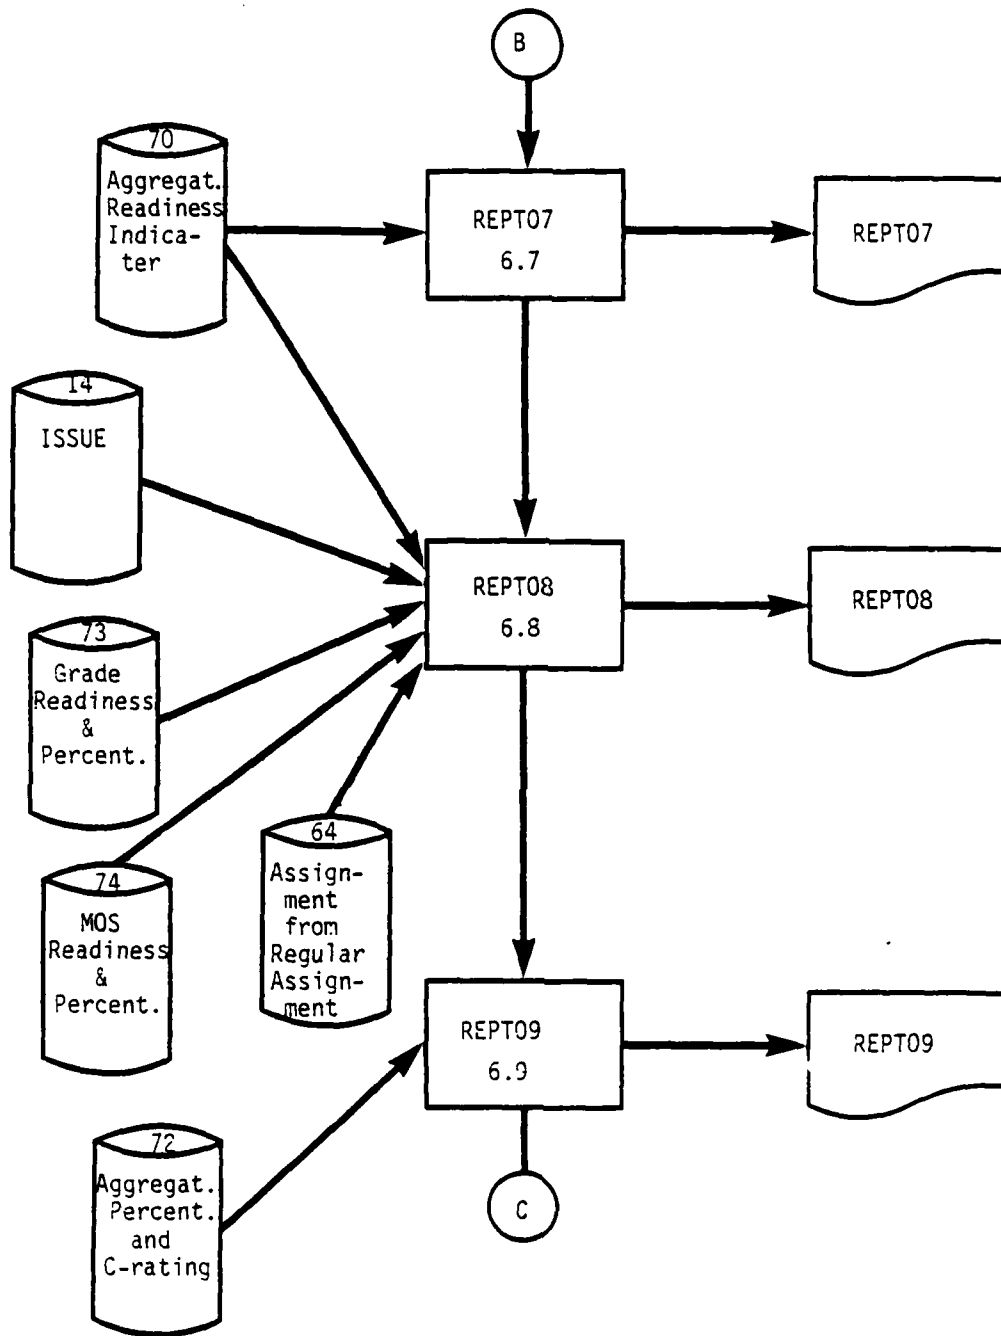 B
70
Aggregat.
Readiness
Indica-
ter
REPT07
6.7
REPT07
14
ISSUE
REPT08
6.8
REPT08
73
Grade
Readiness
&
Percent.
74
MOS
Readiness
&
Percent.
64
Assign-
ment
from
Regular
Assign-
ment
REPT09
6.9
REPT09
72
Aggregat.
Percent.
and
C-rating
C